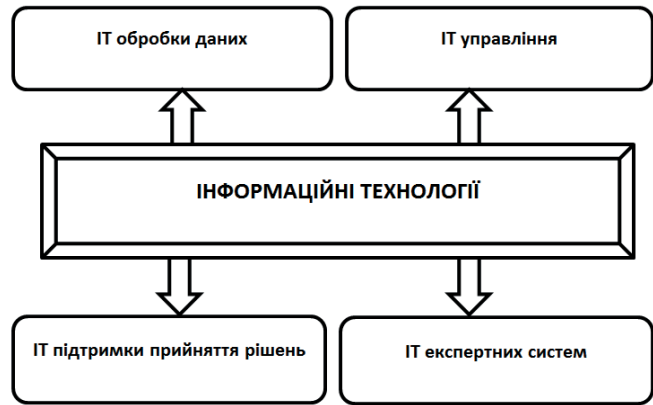 ІТ обробки даних
ІТ управління
ІНФОРМАЦІЙНІ ТЕХНОЛОГІЇ
ІТ підтримки прийняття рішень
ІТ експертних систем